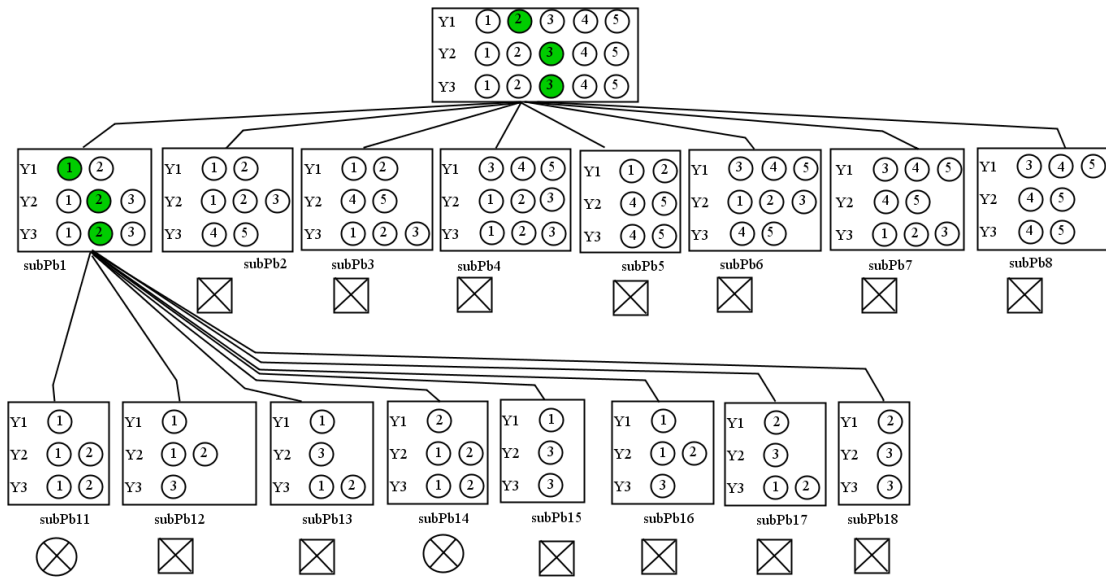 Y1 1 2 3 4 5
Y2 1 2 3 4 5
Y3 1 2 3 4 5
Y1 1 2
Y2 1 2 3
Y3 1 2 3
subPb1
Y1 1 2
Y2 1 2 3
Y3 4 5
subPb2
Y1 1 2
Y2 4 5
Y3 1 2 3
subPb3
Y1 3 4 5
Y2 1 2 3
Y3 1 2 3
subPb4
Y1 1 2
Y2 4 5
Y3 4 5
subPb5
Y1 3 4 5
Y2 1 2 3
Y3 4 5
subPb6
Y1 3 4 5
Y2 4 5
Y3 1 2 3
subPb7
Y1 3 4 5
Y2 4 5
Y3 4 5
subPb8
Y1 1
Y2 1 2
Y3 1 2
subPb11
Y1 1
Y2 1 2
Y3 3
subPb12
Y1 1
Y2 3
Y3 1 2
subPb13
Y1 2
Y2 1 2
Y3 1 2
subPb14
Y1 1
Y2 3
Y3 3
subPb15
Y1 1
Y2 1 2
Y3 3
subPb16
Y1 2
Y2 3
Y3 1 2
subPb17
Y1 2
Y2 3
Y3 3
subPb18